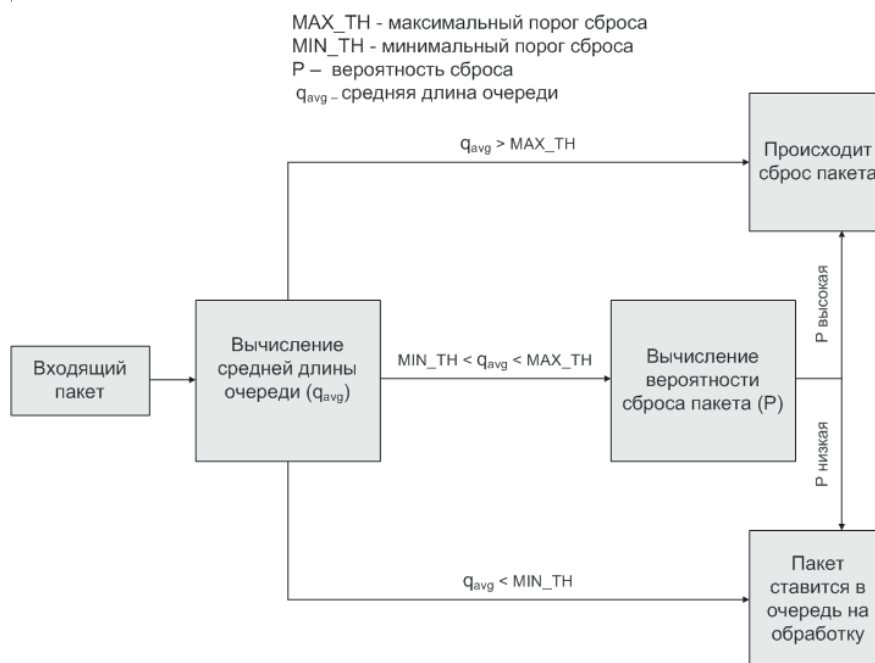 MAX_TH - максимальный порог сброса
MIN_TH - минимальный порог сброса
P – вероятность сброса
qavg – средняя длина очереди
qavg > MAX_TH
Происходит
сброс пакета
P высокая
Входящий
пакет
Вычисление
средней длины
очереди (qavg)
MIN_TH < qavg < MAX_TH
Вычисление
вероятности
сброса пакета (P)
P низкая
qavg < MIN_TH
Пакет
ставится в
очередь на
обработку